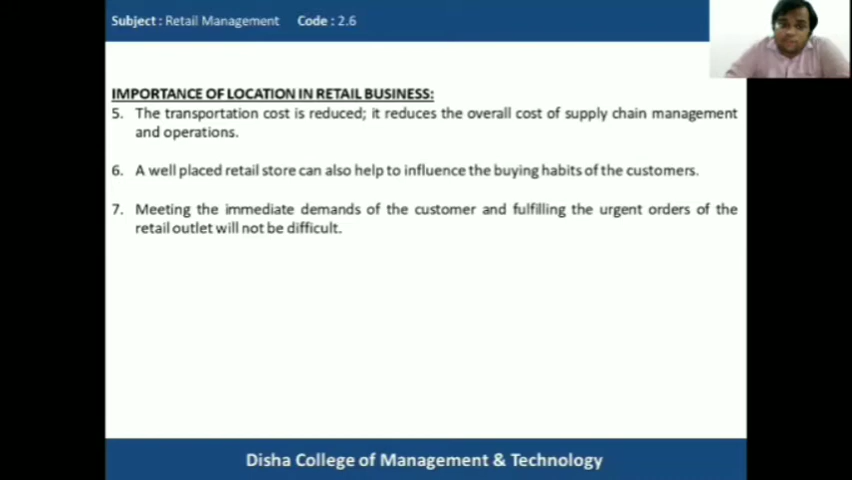 Subject : Retail Management Code : 2.6
IMPORTANCE OF LOCATION IN RETAIL BUSINESS:
5. The transportation cost is reduced; it reduces the overall cost of supply chain management
and operations.
6. A well placed retail store can also help to influence the buying habits of the customers.
7. Meeting the immediate demands of the customer and fulfilling the urgent orders of the
retail outlet will not be difficult.
Disha College of Management & Technology